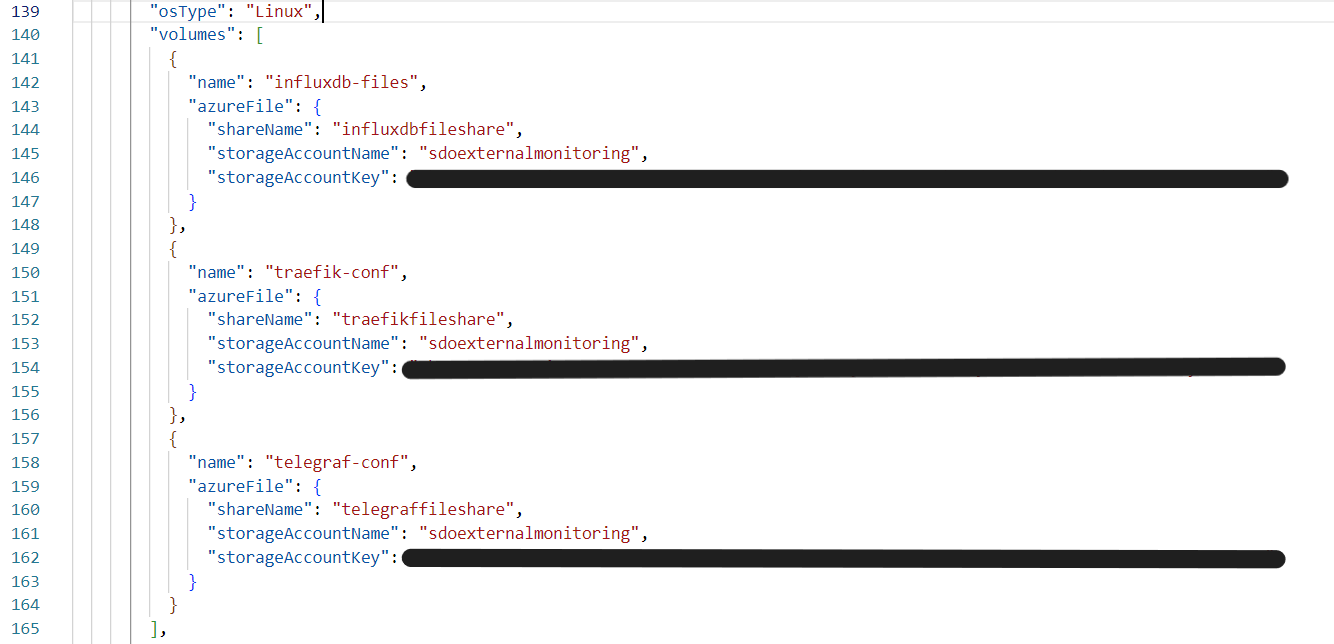 139 "osType": "Linux",
140 "volumes": [
141 {
142 "name": "influxdb-files",
143 "azureFile": {
144 "shareName": "influxdbfileshare",
145 "storageAccountName": "sdoexternalmonitoring",
146 "storageAccountKey":
147 }
148 },
149 {
150 "name": "traefik-conf",
151 "azureFile": {
152 "shareName": "traefikfileshare",
153 "storageAccountName": "sdoexternalmonitoring",
154 "storageAccountKey":
155 }
156 },
157 {
158 "name": "telegraf-conf",
159 "azureFile": {
160 "shareName": "telegraffileshare",
161 "storageAccountName": "sdoexternalmonitoring",
162 "storageAccountKey":
163 }
164 }
165 ],